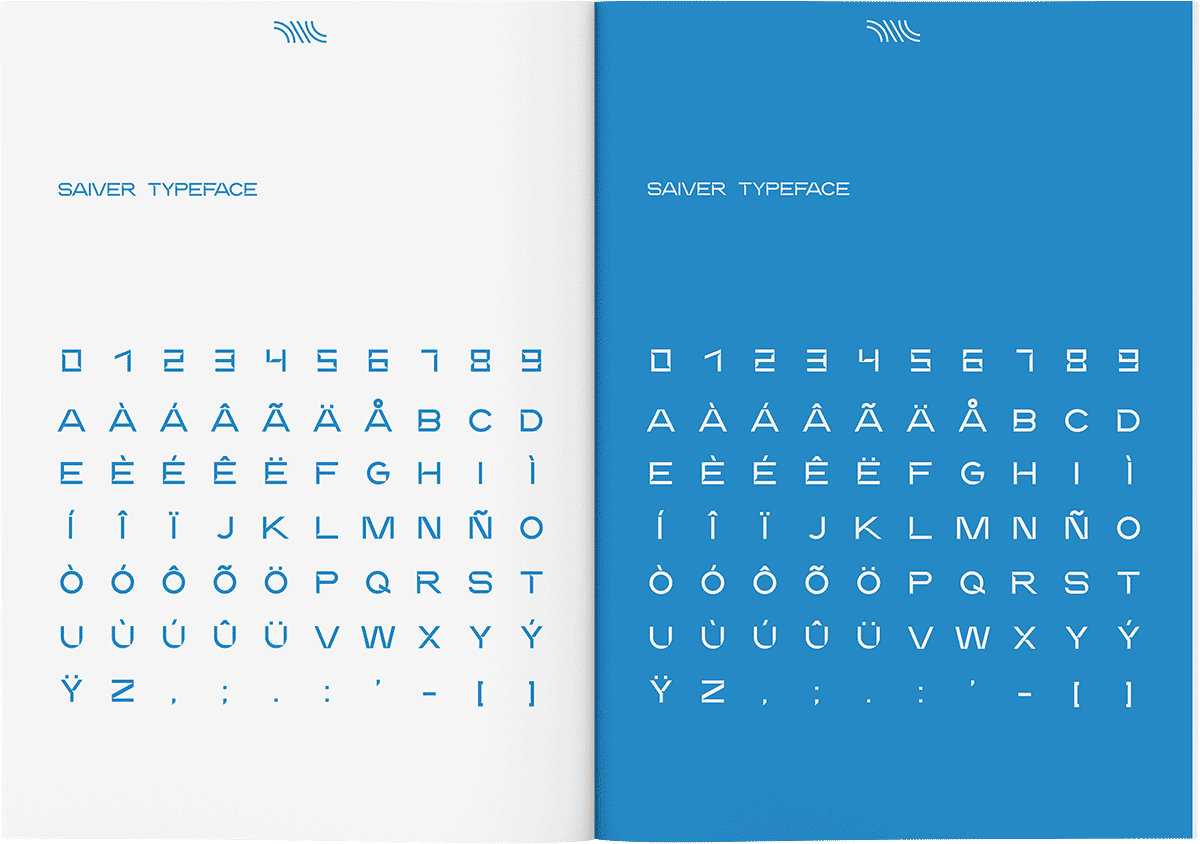 SAIVER TYPEFACE
0 1 2 3 4 5 6 7 8 9
A À Á Â Ã Ä Å B C D
E È É Ê Ë F G H I Ì
Í Î Ï J K L M N Ñ O
Ò Ó Ô Õ Ö P Q R S T
U Ù Ú Û Ü V W X Y Ý
Ÿ Z , ; . : ’ - [ ]
SAIVER TYPEFACE
0 1 2 3 4 5 6 7 8 9
A À Á Â Ã Ä Å B C D
E È É Ê Ë F G H I Ì
Í Î Ï J K L M N Ñ O
Ò Ó Ô Õ Ö P Q R S T
U Ù Ú Û Ü V W X Y Ý
Ÿ Z , ; . : ’ - [ ]